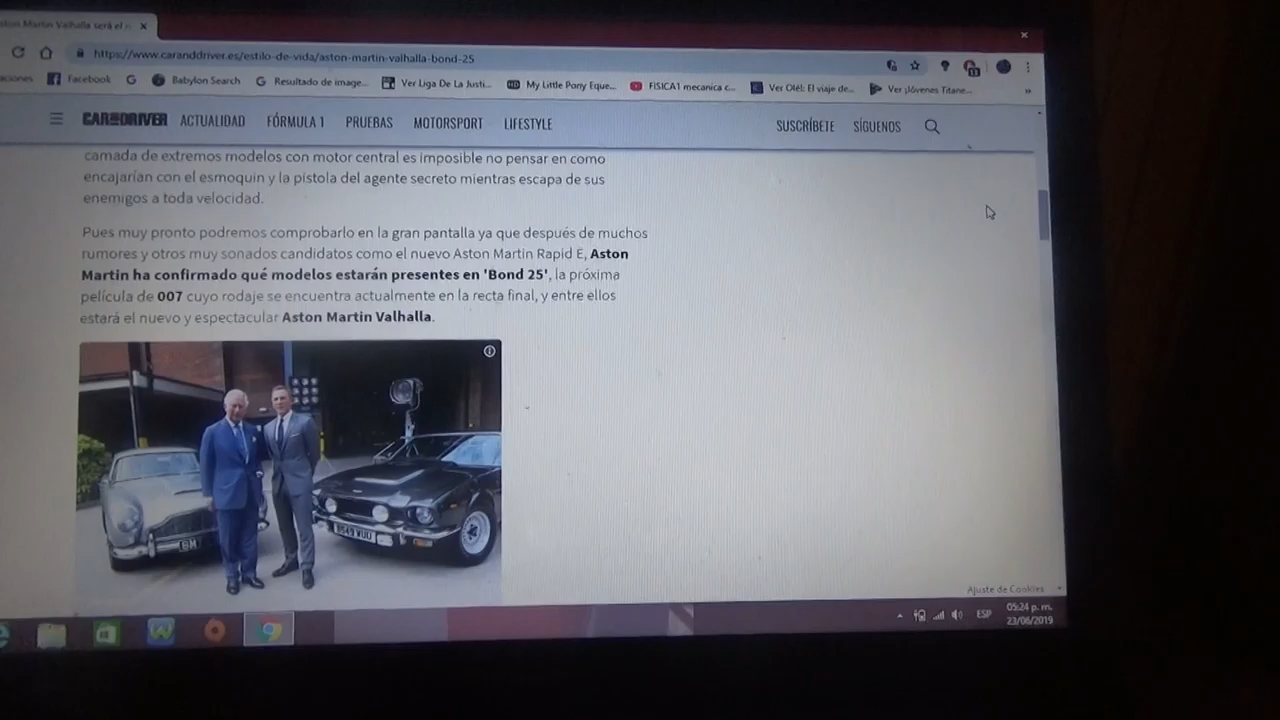 ston Martin Valhalla será el
https://www.caranddriver.es/estilo-de-vida/aston-martin-valhalla-bond-25
aciones Facebook Babylon Search Resultado de image... Ver Liga De La Justi... My Little Pony Eque... FISICA1 mecanica c... Ver Olé!: El viaje de... Ver ¡Jóvenes Titane... »
CAR AND DRIVER ACTUALIDAD FÓRMULA 1 PRUEBAS MOTORSPORT LIFESTYLE SUSCRÍBETE SÍGUENOS
camada de extremos modelos con motor central es imposible no pensar en como
encajarían con el esmoquin y la pistola del agente secreto mientras escapa de sus
enemigos a toda velocidad.
Pues muy pronto podremos comprobarlo en la gran pantalla ya que después de muchos
rumores y otros muy sonados candidatos como el nuevo Aston Martin Rapid E, Aston
Martin ha confirmado qué modelos estarán presentes en 'Bond 25', la próxima
película de 007 cuyo rodaje se encuentra actualmente en la recta final, y entre ellos
estará el nuevo y espectacular Aston Martin Valhalla.
B549 WUU
Ajuste de Cookies
ESP
05:24 p. m.
23/06/2019